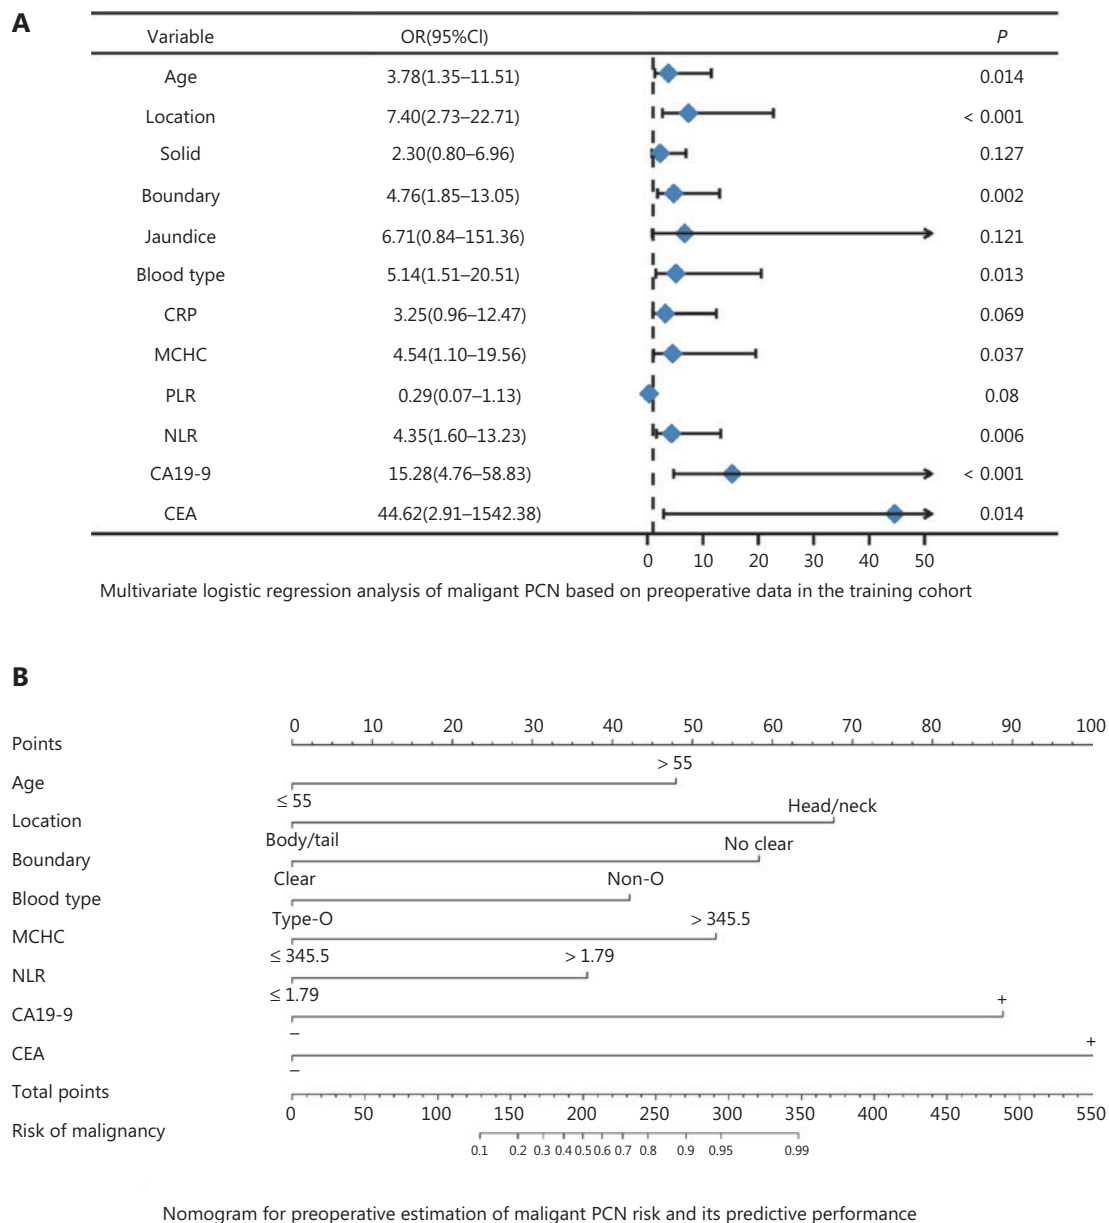 A
Variable OR(95%CI) P
Age 3.78(1.35–11.51) 0.014
Location 7.40(2.73–22.71) < 0.001
Solid 2.30(0.80–6.96) 0.127
Boundary 4.76(1.85–13.05) 0.002
Jaundice 6.71(0.84–151.36) 0.121
Blood type 5.14(1.51–20.51) 0.013
CRP 3.25(0.96–12.47) 0.069
MCHC 4.54(1.10–19.56) 0.037
PLR 0.29(0.07–1.13) 0.08
NLR 4.35(1.60–13.23) 0.006
CA19-9 15.28(4.76–58.83) < 0.001
CEA 44.62(2.91–1542.38) 0.014
0 10 20 30 40 50
Multivariate logistic regression analysis of maligant PCN based on preoperative data in the training cohort
B
0 10 20 30 40 50 60 70 80 90 100
Points
> 55
Age
≤ 55
Head/neck
Location
Body/tail
No clear
Boundary
Clear
Non-O
Blood type
Type-O
> 345.5
MCHC
≤ 345.5
> 1.79
NLR
≤ 1.79
+
CA19-9
–
+
CEA
–
Total points
0 50 100 150 200 250 300 350 400 450 500 550
Risk of malignancy
0.1 0.2 0.3 0.4 0.5 0.6 0.7 0.8 0.9 0.95 0.99
Nomogram for preoperative estimation of maligant PCN risk and its predictive performance